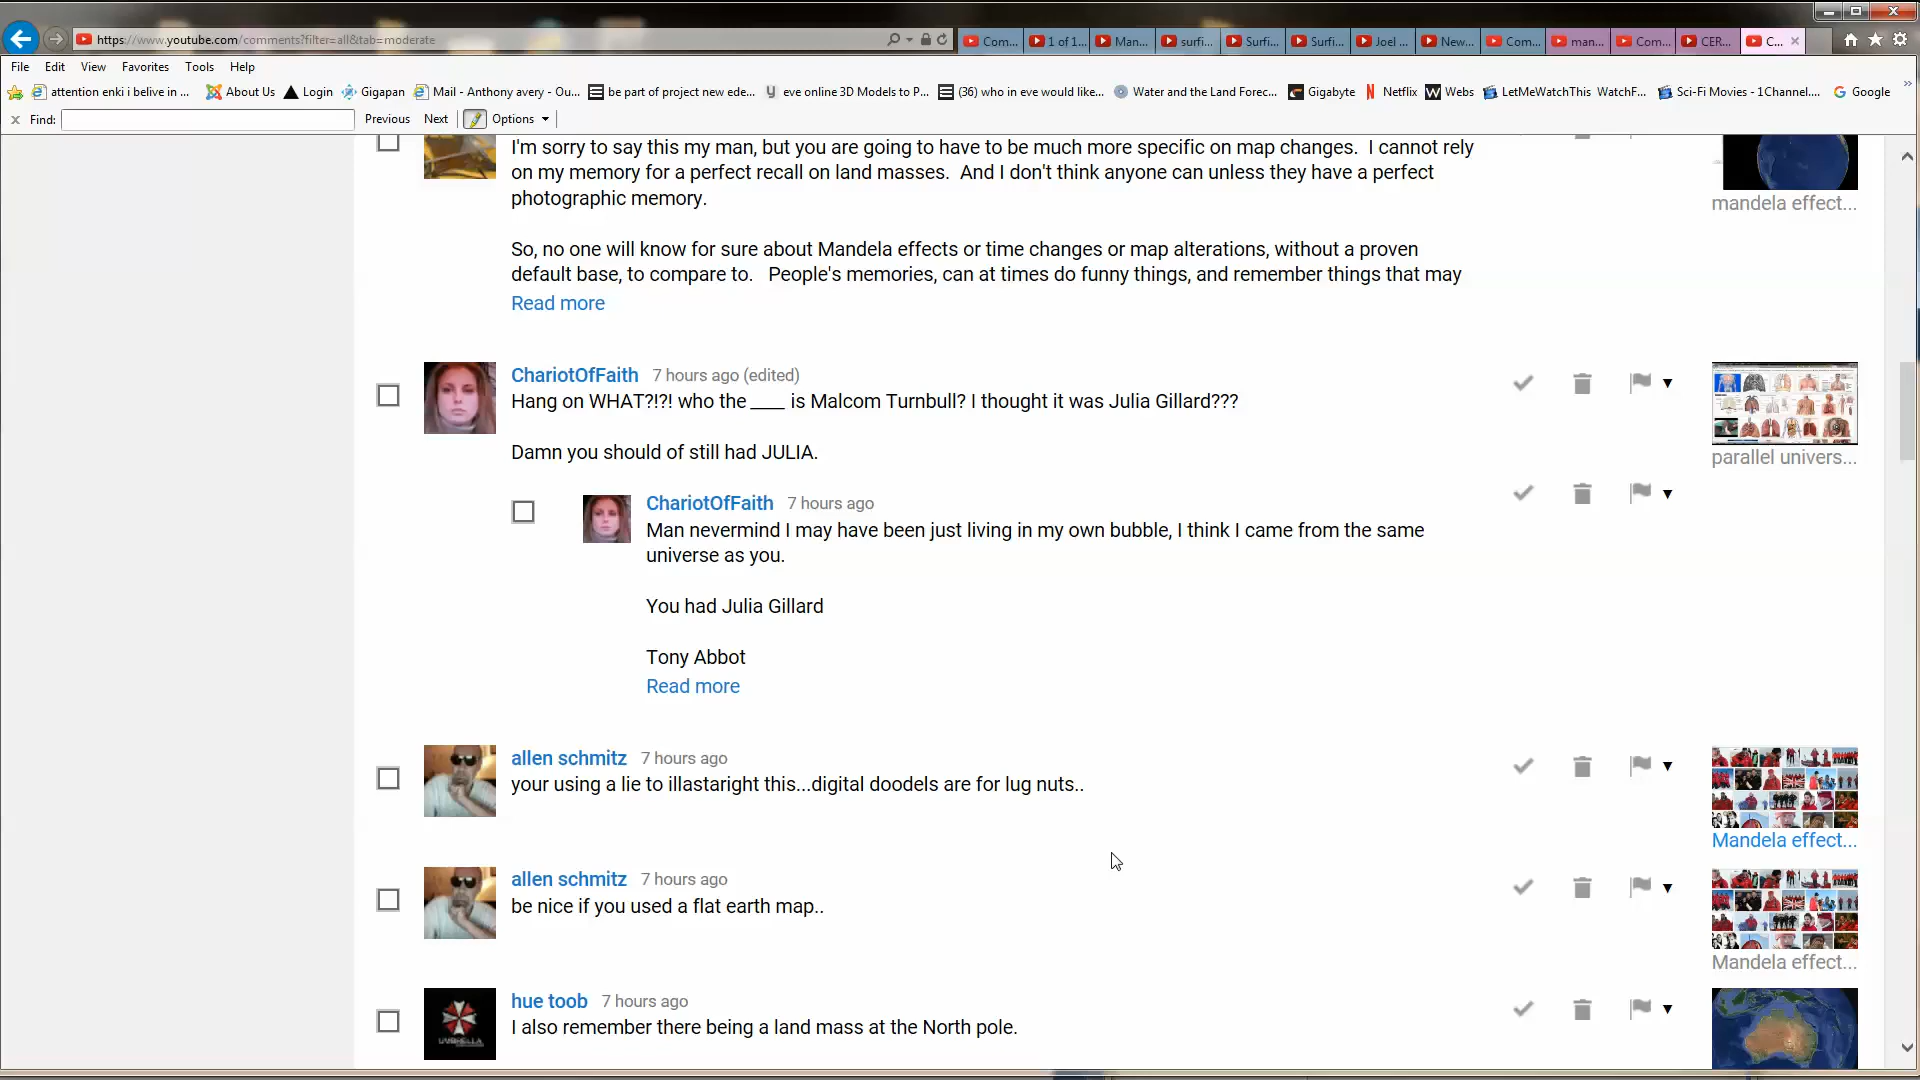 https://www.youtube.com/comments?filter=all&tab=moderate
Com...
1 of 1...
Man...
surfi...
Surfi...
Surfi...
Joel ...
New...
Com...
man...
Com...
CER...
C...
File Edit View Favorites Tools Help
attention enki i belive in ...
About Us
Login
Gigapan
Mail - Anthony avery - Ou...
be part of project new ede...
eve online 3D Models to P...
(36) who in eve would like...
Water and the Land Forec...
Gigabyte
Netflix
Webs
LetMeWatchThis WatchF...
Sci-Fi Movies - 1Channel....
Google
x Find:
Previous
Next
Options
I'm sorry to say this my man, but you are going to have to be much more specific on map changes. I cannot rely
on my memory for a perfect recall on land masses. And I don't think anyone can unless they have a perfect
photographic memory.
mandela effect...
So, no one will know for sure about Mandela effects or time changes or map alterations, without a proven
default base, to compare to. People's memories, can at times do funny things, and remember things that may
Read more
ChariotOfFaith 7 hours ago (edited)
Hang on WHAT?!?! who the ____ is Malcom Turnbull? I thought it was Julia Gillard???
Damn you should of still had JULIA.
parallel univers...
ChariotOfFaith 7 hours ago
Man nevermind I may have been just living in my own bubble, I think I came from the same
universe as you.
You had Julia Gillard
Tony Abbot
Read more
allen schmitz 7 hours ago
your using a lie to illastaright this...digital doodels are for lug nuts..
Mandela effect...
allen schmitz 7 hours ago
be nice if you used a flat earth map..
Mandela effect...
hue toob 7 hours ago
I also remember there being a land mass at the North pole.
UMBRELLA